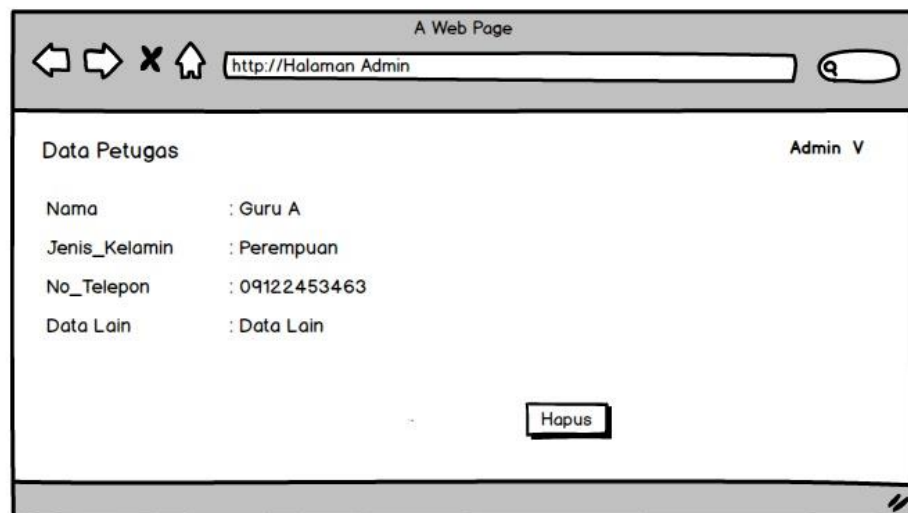 A Web Page
http://Halaman Admin
Data Petugas
Admin V
Nama : Guru A
Jenis_Kelamin : Perempuan
No_Telepon : 09122453463
Data Lain : Data Lain
Hapus